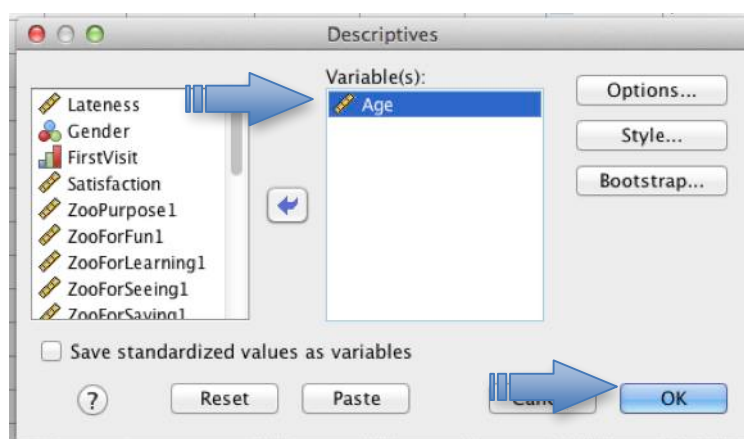 Descriptives
Variable(s):
Lateness
Gender
FirstVisit
Satisfaction
ZooPurpose1
ZooForFun1
ZooForLearning1
ZooForSeeing1
ZooForSaving1
Age
Options...
Style...
Bootstrap...
Save standardized values as variables
?
Reset
Paste
OK